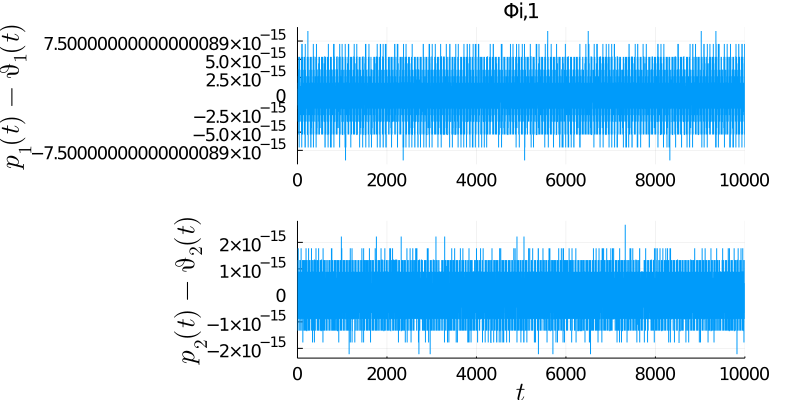 Φi,1
p₁(t) − ϑ₁(t)
7.500000000000000089×10⁻¹⁵
5.0×10⁻¹⁵
2.5×10⁻¹⁵
0
−2.5×10⁻¹⁵
−5.0×10⁻¹⁵
−7.500000000000000089×10⁻¹⁵
0 2000 4000 6000 8000 10000
p₂(t) − ϑ₂(t)
2×10⁻¹⁵
1×10⁻¹⁵
0
−1×10⁻¹⁵
−2×10⁻¹⁵
0 2000 4000 6000 8000 10000
t